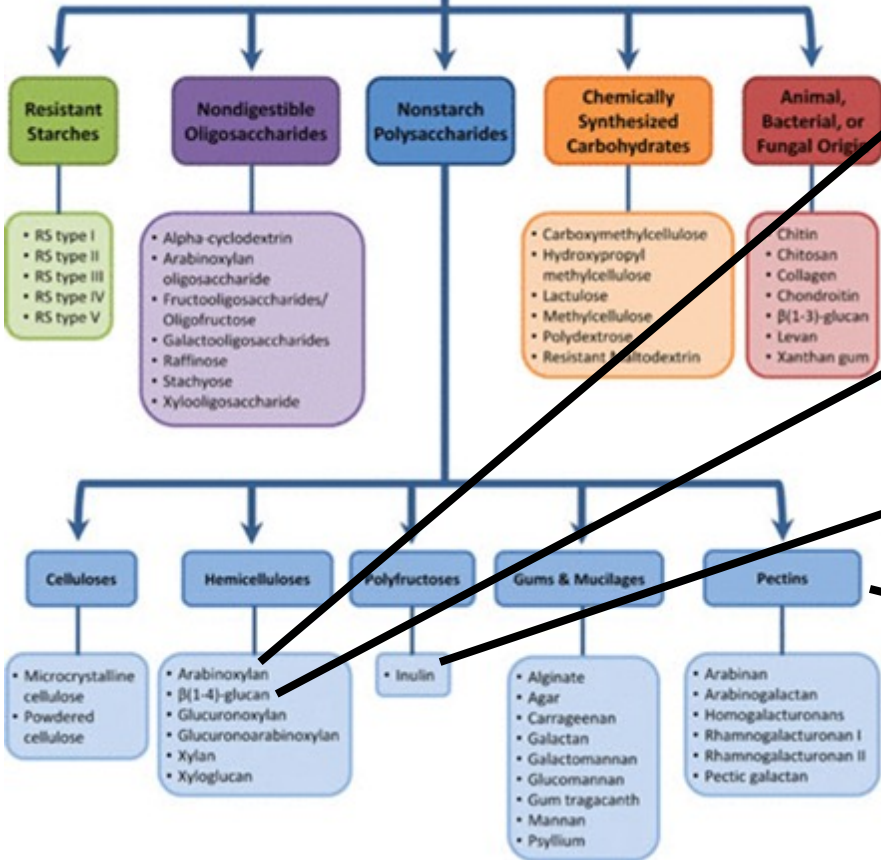 Resistant
Starches
Nondigestible
Oligosaccharides
Nonstarch
Polysaccharides
Chemically
Synthesized
Carbohydrates
Animal,
Bacterial, or
Fungal Origin
• RS type I
• RS type II
• RS type III
• RS type IV
• RS type V
• Alpha-cyclodextrin
• Arabinoxylan
oligosaccharide
• Fructooligosaccharides/
Oligofructose
• Galactooligosaccharides
• Raffinose
• Stachyose
• Xylooligosaccharide
• Carboxymethylcellulose
• Hydroxypropyl
methylcellulose
• Lactulose
• Methylcellulose
• Polydextrose
• Resistant Maltodextrin
Chitin
• Chitosan
• Collagen
• Chondroitin
• β(1-3)-glucan
• Levan
• Xanthan gum
Celluloses
Hemicelluloses
Polyfructoses
Gums & Mucilages
Pectins
• Microcrystalline
cellulose
• Powdered
cellulose
• Arabinoxylan
• β(1-4)-glucan
• Glucuronoxylan
• Glucuronoarabinoxylan
• Xylan
• Xyloglucan
• Inulin
• Alginate
• Agar
• Carrageenan
• Galactan
• Galactomannan
• Glucomannan
• Gum tragacanth
• Mannan
• Psyllium
• Arabinan
• Arabinogalactan
• Homogalacturonans
• Rhamnogalacturonan I
• Rhamnogalacturonan II
• Pectic galactan